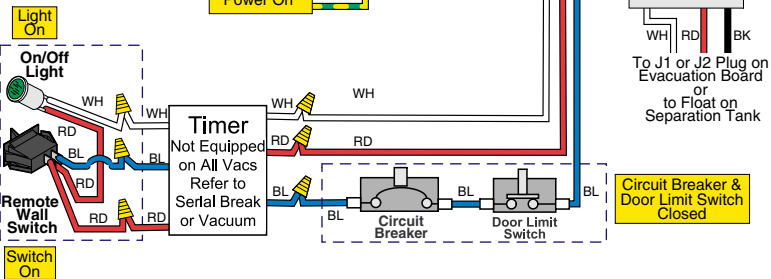 Power On
Light
On
On/Off
Light
WH
WH
WH
WH
RD
BL
BL
RD
RD
RD
Remote
Wall
Switch
Switch
On
Timer
Not Equipped
on All Vacs
Refer to
Serial Break
or Vacuum
RD
RD
BL
BL
Circuit
Breaker
BL
Door Limit
Switch
BL
Circuit Breaker &
Door Limit Switch
Closed
WH
RD
BK
To J1 or J2 Plug on
Evacuation Board
or
to Float on
Separation Tank